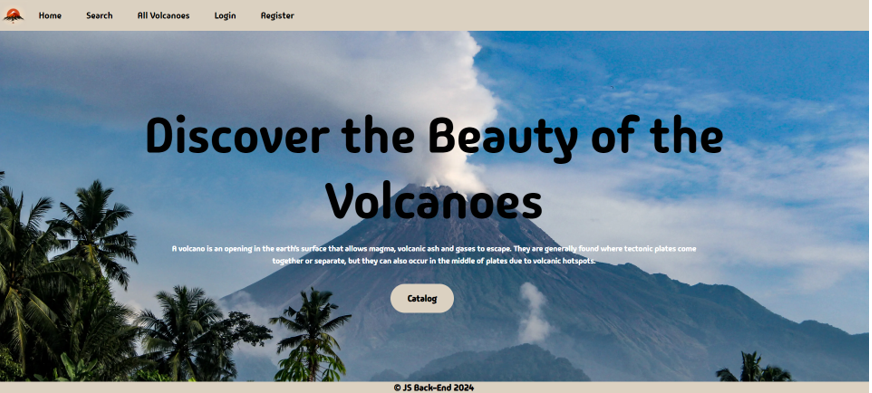 Home Search All Volcanoes Login Register
Discover the Beauty of the
Volcanoes
A volcano is an opening in the earth's surface that allows magma, volcanic ash and gases to escape. They are generally found where tectonic plates come
together or separate, but they can also occur in the middle of plates due to volcanic hotspots.
Catalog
© JS Back-End 2024